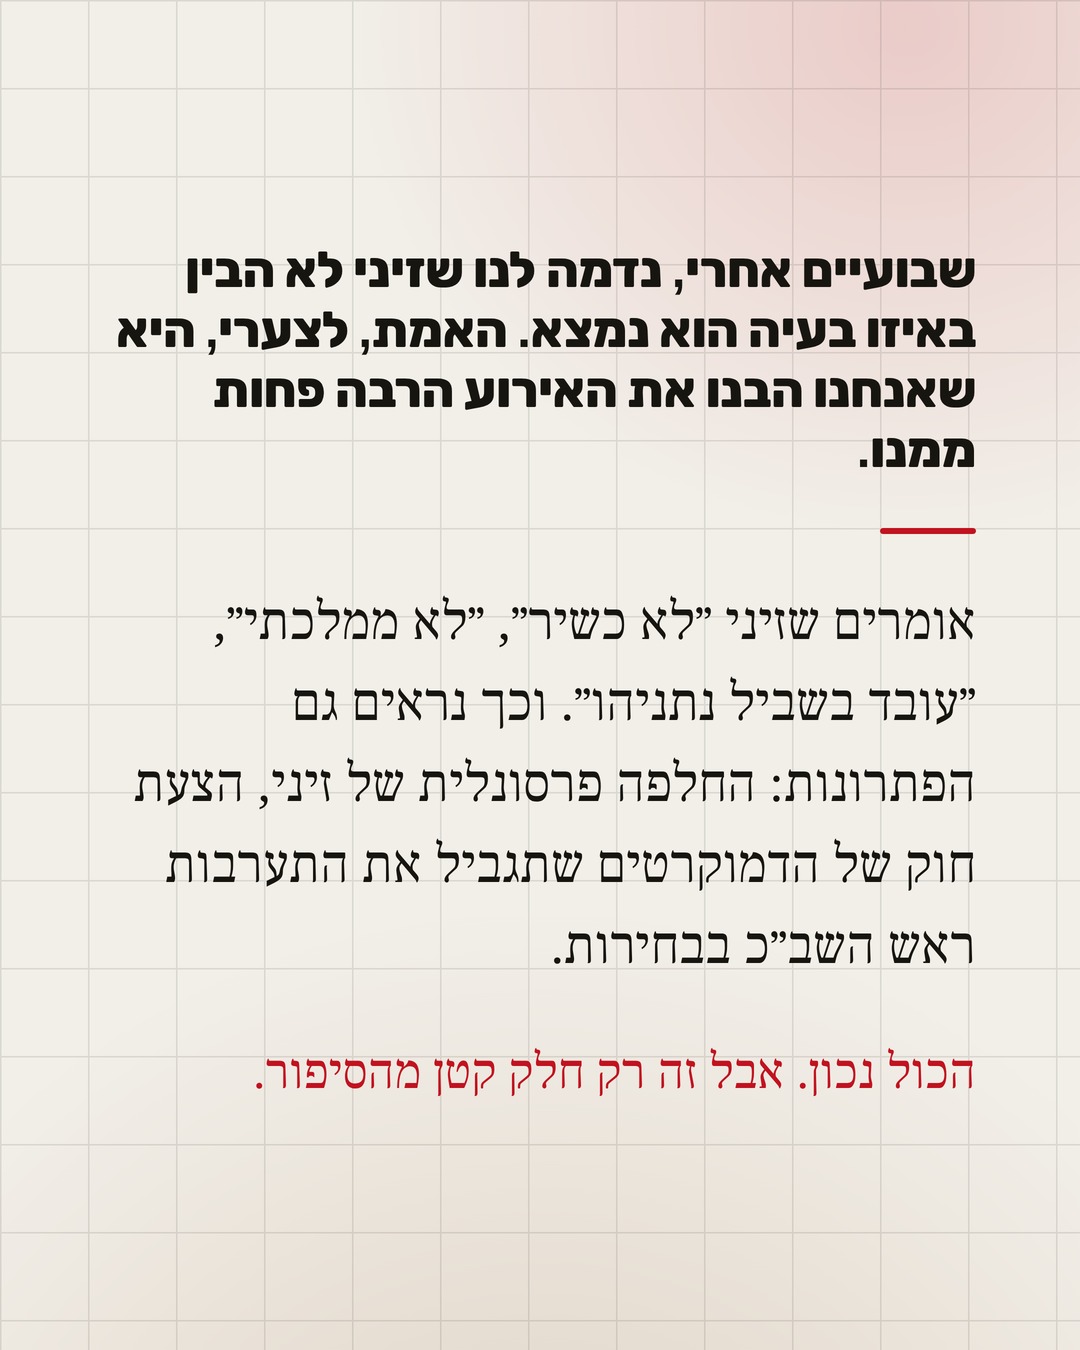 שבועיים אחרי, נדמה לנו שזיני לא הבין
באיזו בעיה הוא נמצא. האמת, לצערי, היא
שאנחנו הבנו את האירוע הרבה פחות
ממנו.
אומרים שזיני ”לא כשיר”, ”לא ממלכתי”,
”עובד בשביל נתניהו”. וכך נראים גם
הפתרונות: החלפה פרסונלית של זיני, הצעת
חוק של הדמוקרטים שתגביל את התערבות
ראש השב”כ בבחירות.
הכול נכון. אבל זה רק חלק קטן מהסיפור.